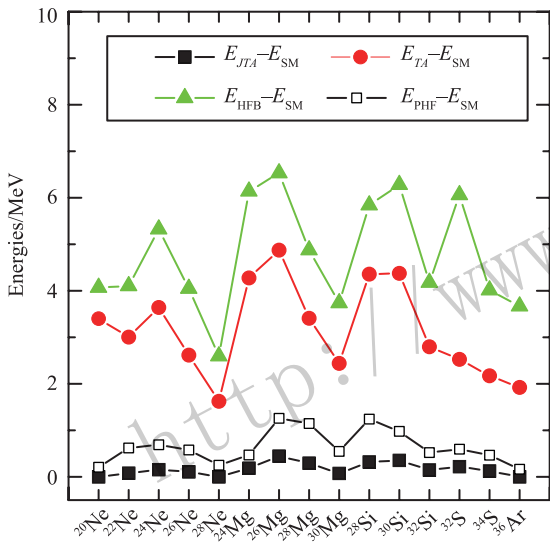 10
8
6
4
2
0
Energies/MeV
E_JTA–E_SM
E_TA–E_SM
E_HFB–E_SM
E_PHF–E_SM
²⁰Ne
²²Ne
²⁴Ne
²⁶Ne
²⁸Ne
²⁴Mg
²⁶Mg
²⁸Mg
³⁰Mg
²⁸Si
³⁰Si
³²Si
³²S
³⁴S
³⁶Ar
http://www